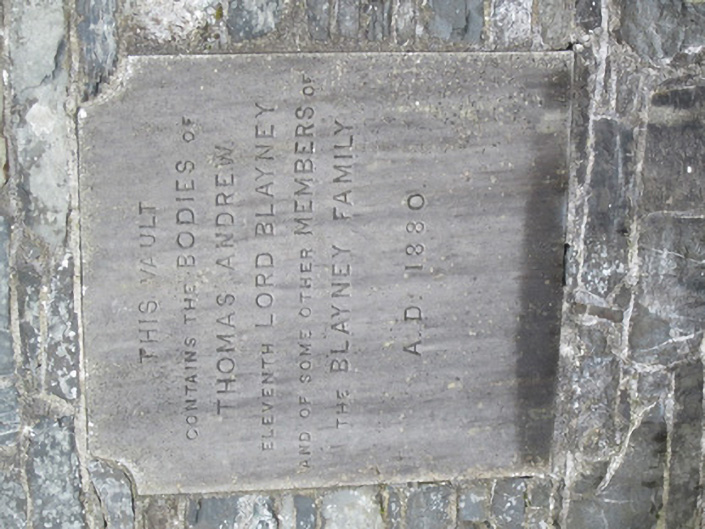 THIS VAULT
CONTAINS THE BODIES OF
THOMAS ANDREW
ELEVENTH LORD BLAYNEY
AND OF SOME OTHER MEMBERS OF
THE BLAYNEY FAMILY
A.D. 1880.